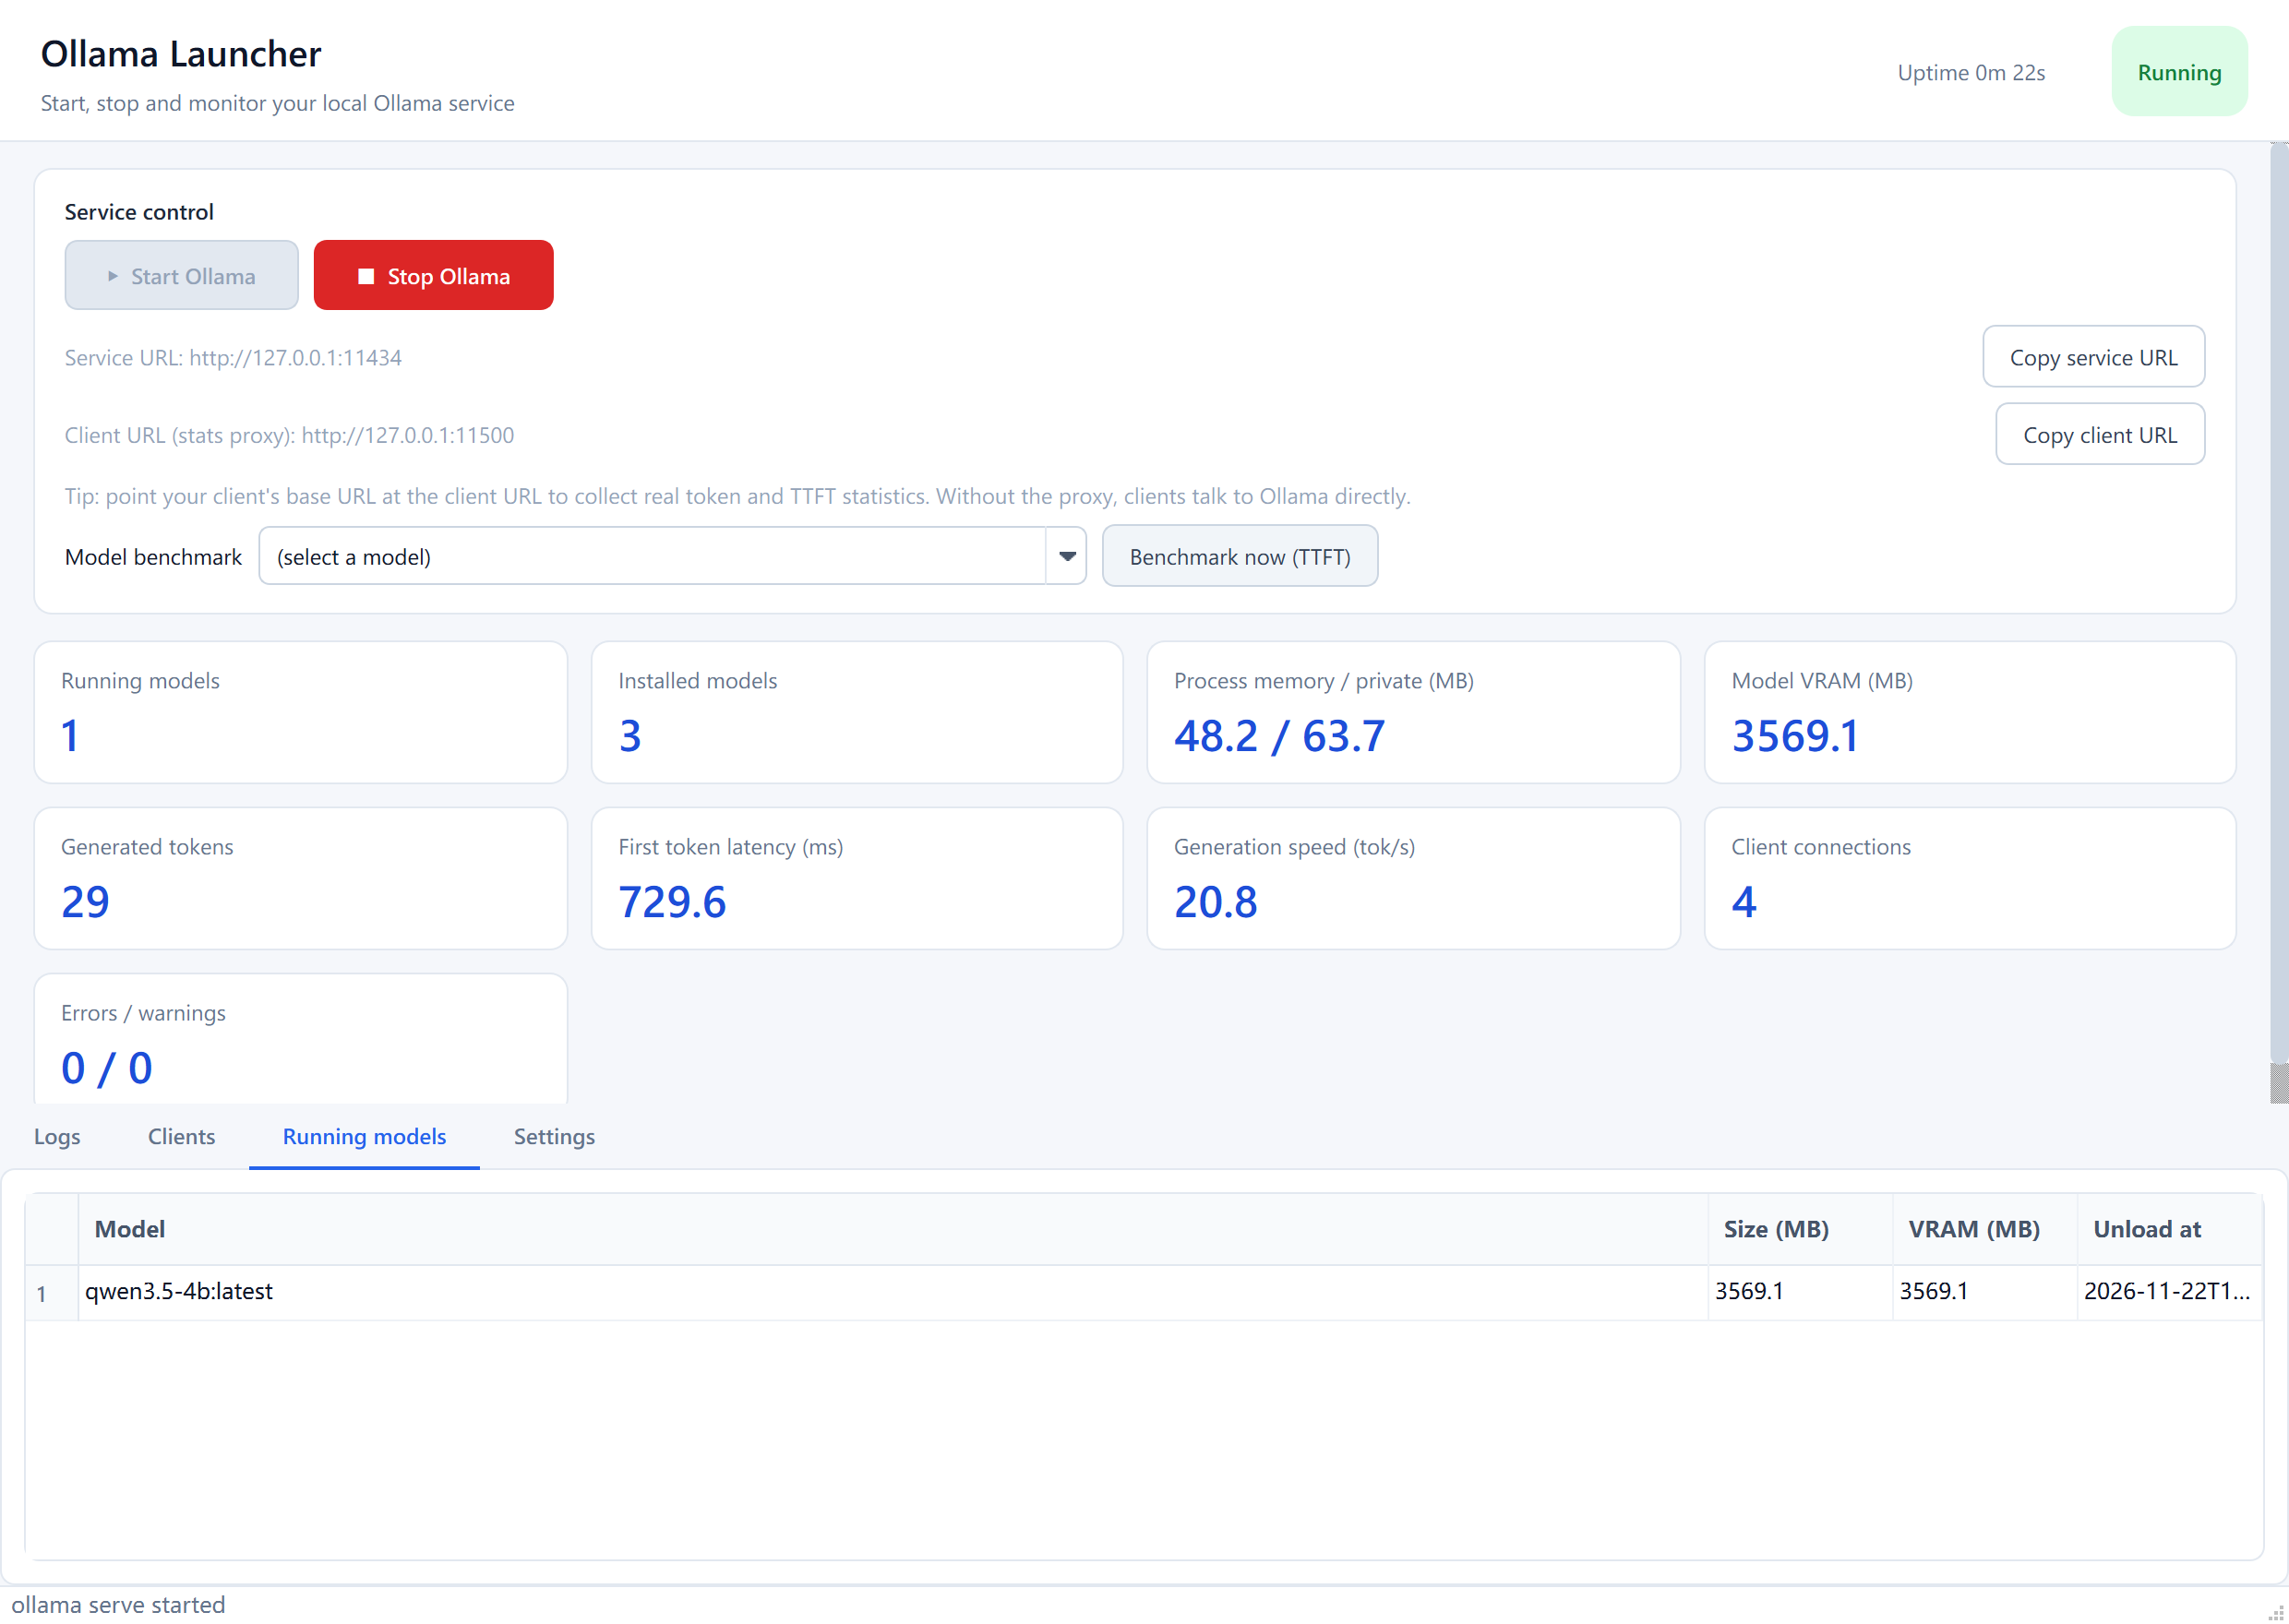 Ollama Launcher
Start, stop and monitor your local Ollama service
Uptime 0m 22s
Running
Service control
Start Ollama
Stop Ollama
Service URL: http://127.0.0.1:11434
Copy service URL
Client URL (stats proxy): http://127.0.0.1:11500
Copy client URL
Tip: point your client's base URL at the client URL to collect real token and TTFT statistics. Without the proxy, clients talk to Ollama directly.
Model benchmark (select a model) Benchmark now (TTFT)
Running models
1
Installed models
3
Process memory / private (MB)
48.2 / 63.7
Model VRAM (MB)
3569.1
Generated tokens
29
First token latency (ms)
729.6
Generation speed (tok/s)
20.8
Client connections
4
Errors / warnings
0 / 0
Logs Clients Running models Settings
Model Size (MB) VRAM (MB) Unload at
1 qwen3.5-4b:latest 3569.1 3569.1 2026-11-22T1...
ollama serve started